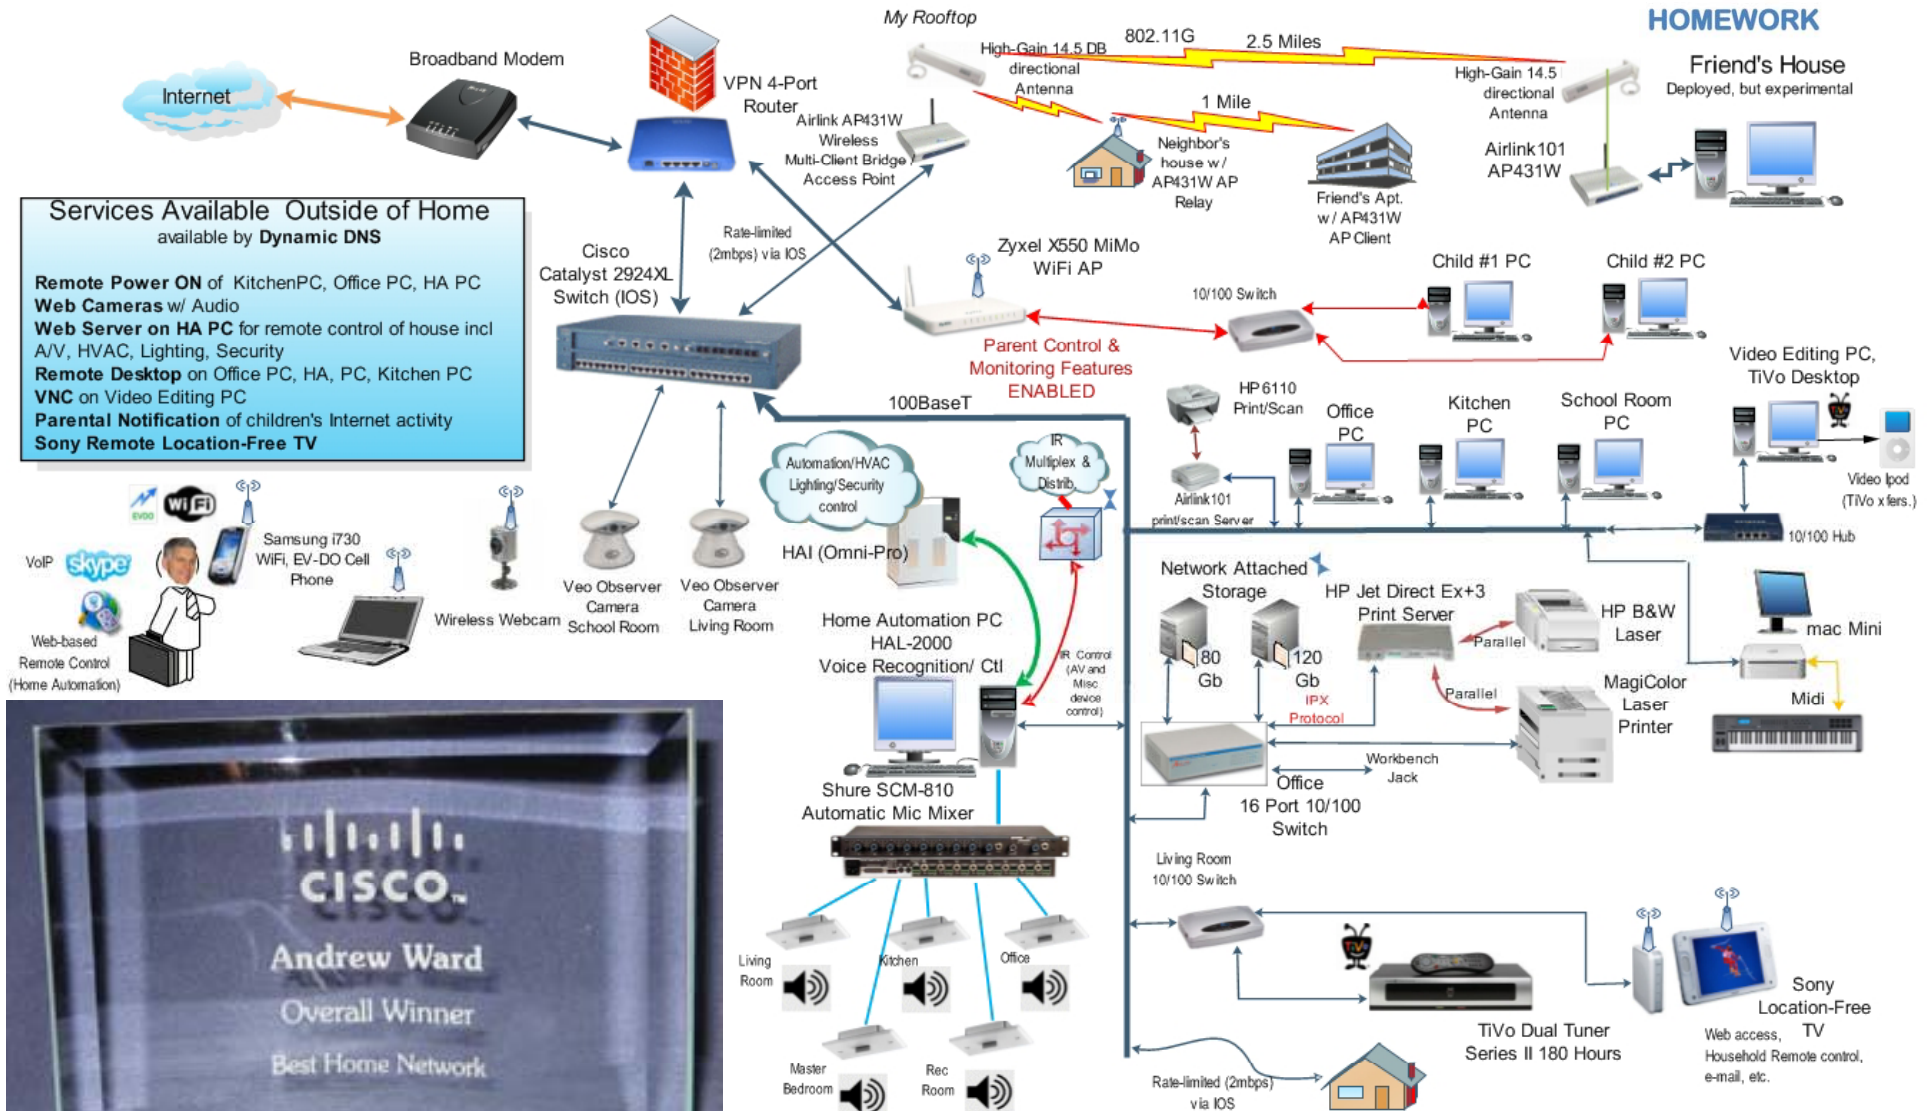 HOMEWORK
My Rooftop
802.11G
2.5 Miles
Broadband Modem
Internet
VPN 4-Port
Router
High-Gain 14.5 DB
directional
Antenna
High-Gain 14.5
directional
Antenna
Friend's House
Deployed, but experimental
Airlink AP431W
Wireless
Multi-Client Bridge /
Access Point
1 Mile
Neighbor's
house w /
AP431W AP
Relay
Friend's Apt.
w / AP431W
AP Client
Airlink101
AP431W
Services Available Outside of Home
available by Dynamic DNS
Remote Power ON of KitchenPC, Office PC, HA PC
Web Cameras w/ Audio
Web Server on HA PC for remote control of house incl
A/V, HVAC, Lighting, Security
Remote Desktop on Office PC, HA, PC, Kitchen PC
VNC on Video Editing PC
Parental Notification of children's Internet activity
Sony Remote Location-Free TV
Rate-limited
(2mbps) via IOS
Cisco
Catalyst 2924XL
Switch (IOS)
Zyxel X550 MiMo
WiFi AP
10/100 Switch
Child #1 PC
Child #2 PC
Parent Control &
Monitoring Features
ENABLED
100BaseT
HP 6110
Print/Scan
Airlink101
print/scan Server
Office
PC
Kitchen
PC
School Room
PC
Video Editing PC,
TiVo Desktop
TiVo
Video Ipod
(TiVo xfers.)
10/100 Hub
Automation/HVAC
Lighting/Security
control
HAI (Omni-Pro)
IR
Multiplex &
Distrib.
EVDO
Wi Fi
VoIP
skype
Samsung i730
WiFi, EV-DO Cell
Phone
Web-based
Remote Control
(Home Automation)
Wireless Webcam
Veo Observer
Camera
School Room
Veo Observer
Camera
Living Room
Home Automation PC
HAL-2000
Voice Recognition/ Ctl
IR Control
(AV and
Misc
device
control)
Network Attached
Storage
80
Gb
120
Gb
IPX
Protocol
HP Jet Direct Ex+3
Print Server
Parallel
HP B&W
Laser
Parallel
MagiColor
Laser
Printer
mac Mini
Midi
Workbench
Jack
Office
16 Port 10/100
Switch
Shure SCM-810
Automatic Mic Mixer
Living
Room
Kitchen
Office
Master
Bedroom
Rec
Room
Living Room
10/100 Switch
TiVo
TiVo Dual Tuner
Series II 180 Hours
Sony
Location-Free
TV
Web access,
Household Remote control,
e-mail, etc.
Rate-limited (2mbps)
via IOS
CISCO™
Andrew Ward
Overall Winner
Best Home Network